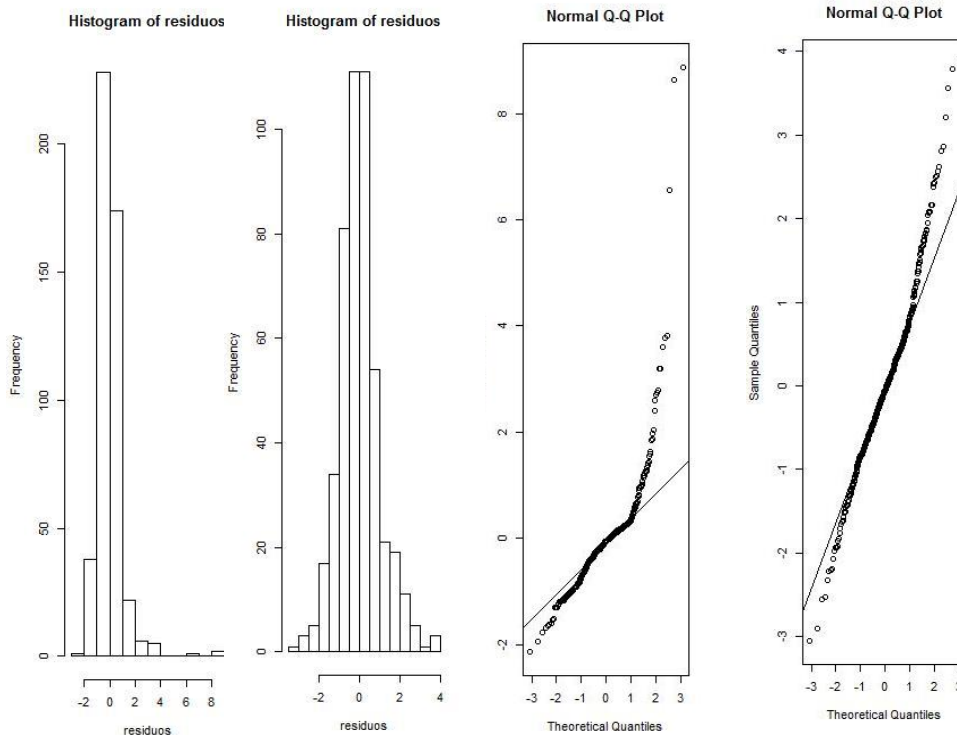 Histogram of residuos
Frequency
200
150
100
50
0
-2 0 2 4 6 8
residuos
Histogram of residuos
Frequency
100
80
60
40
20
0
-2 0 2 4
residuos
Normal Q-Q Plot
8
6
4
2
0
-2
-3 -2 -1 0 1 2 3
Theoretical Quantiles
Normal Q-Q Plot
Sample Quantiles
4
3
2
1
0
-1
-2
-3
-3 -2 -1 0 1 2 3
Theoretical Quantiles